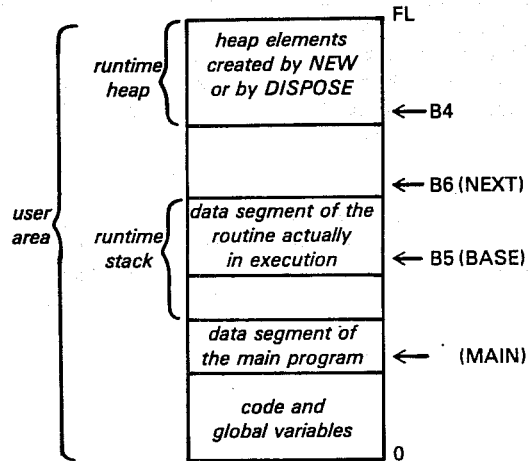 FL
runtime
heap
heap elements
created by NEW
or by DISPOSE
B4
B6 (NEXT)
user
area
runtime
stack
data segment of the
routine actually
in execution
B5 (BASE)
data segment of
the main program
(MAIN)
code and
global variables
0